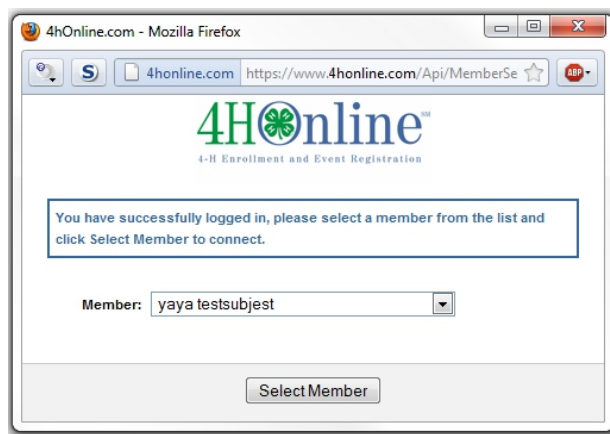 4hOnline.com - Mozilla Firefox
S 4honline.com https://www.4honline.com/Api/MemberSe ABP
4HOnline℠
4-H Enrollment and Event Registration
You have successfully logged in, please select a member from the list and
click Select Member to connect.
Member: yaya testsubjest
Select Member